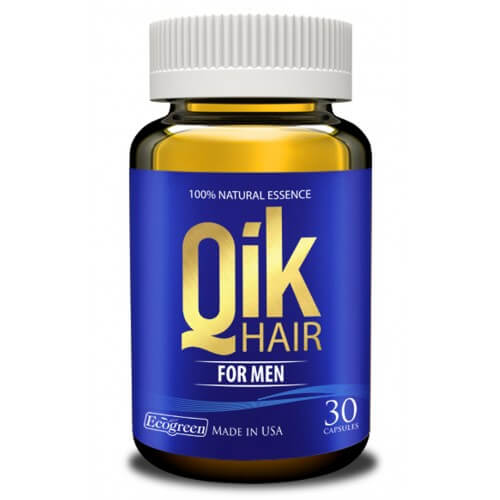 100% NATURAL ESSENCE
Qik
HAIR
FOR MEN
Ecogreen MADE IN USA
30
CAPSULES